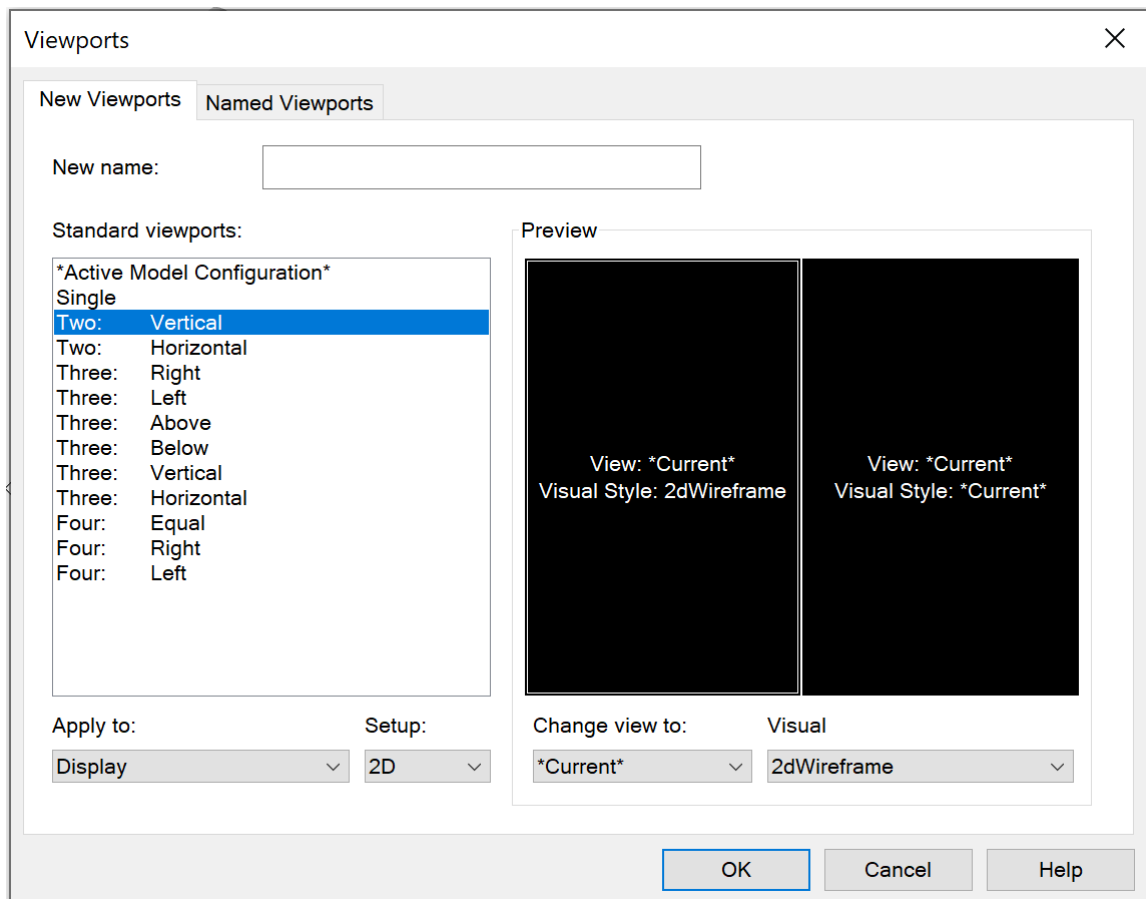 Viewports
New Viewports
Named Viewports
New name:
Standard viewports:
*Active Model Configuration*
Single
Two: Vertical
Two: Horizontal
Three: Right
Three: Left
Three: Above
Three: Below
Three: Vertical
Three: Horizontal
Four: Equal
Four: Right
Four: Left
Apply to:
Setup:
Display
2D
Preview
View: *Current*
Visual Style: 2dWireframe
View: *Current*
Visual Style: *Current*
Change view to:
Visual
*Current*
2dWireframe
OK
Cancel
Help